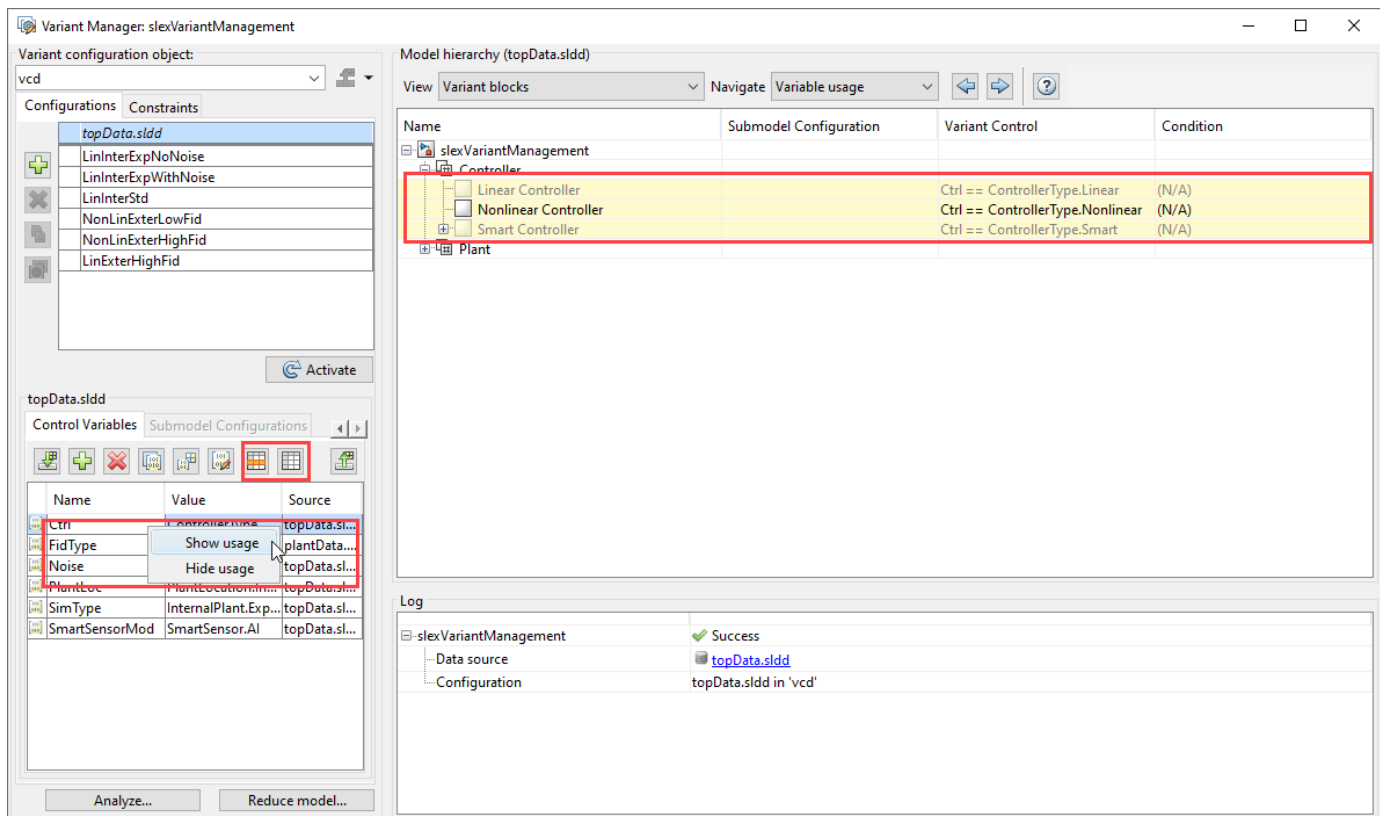 Variant Manager: slexVariantManagement
Variant configuration object:
vcd
Configurations Constraints
topData.sldd
LinInterExpNoNoise
LinInterExpWithNoise
LinInterStd
NonLinExterLowFid
NonLinExterHighFid
LinExterHighFid
Activate
topData.sldd
Control Variables Submodel Configurations
Name Value Source
Ctrl ControllerType topData.sl...
FidType plantData....
Noise topData.sl...
PlantLoc PlantLocation.In... topData.sl...
SimType InternalPlant.Exp... topData.sl...
SmartSensorMod SmartSensor.AI topData.sl...
Show usage
Hide usage
Analyze... Reduce model...
Model hierarchy (topData.sldd)
View Variant blocks Navigate Variable usage
Name Submodel Configuration Variant Control Condition
slexVariantManagement
Controller
Linear Controller Ctrl == ControllerType.Linear (N/A)
Nonlinear Controller Ctrl == ControllerType.Nonlinear (N/A)
Smart Controller Ctrl == ControllerType.Smart (N/A)
Plant
Log
slexVariantManagement Success
Data source topData.sldd
Configuration topData.sldd in 'vcd'